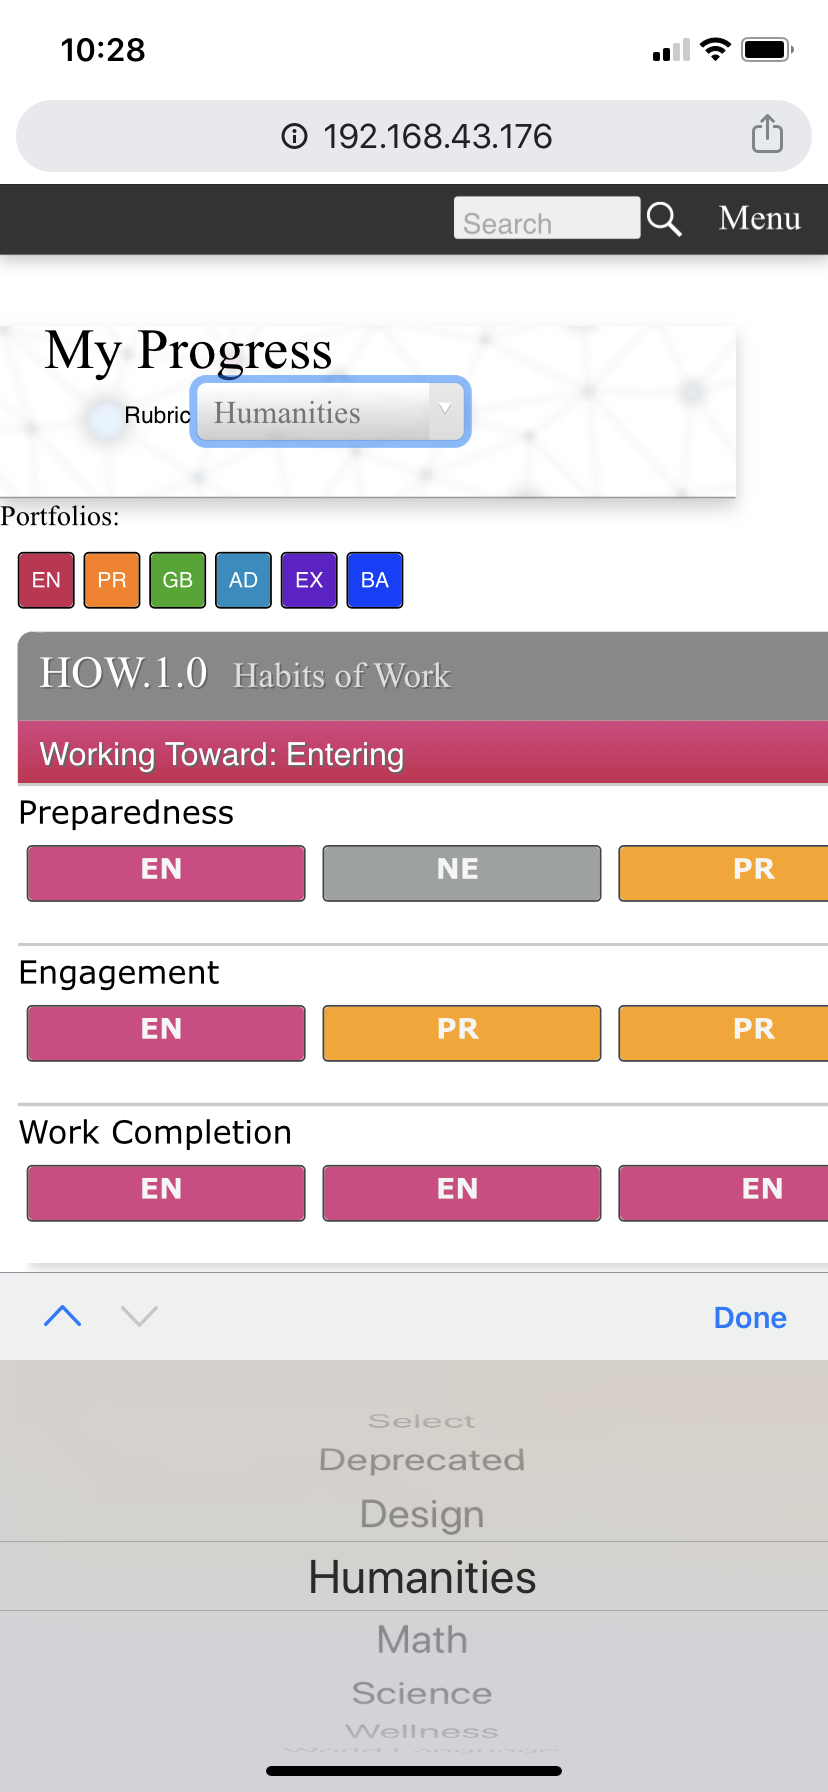 10:28
192.168.43.176
Search Menu
My Progress
Rubric Humanities
Portfolios:
EN PR GB AD EX BA
HOW.1.0 Habits of Work
Working Toward: Entering
Preparedness
EN NE PR
Engagement
EN PR PR
Work Completion
EN EN EN
Done
Select
Deprecated
Design
Humanities
Math
Science
Wellness
World Language